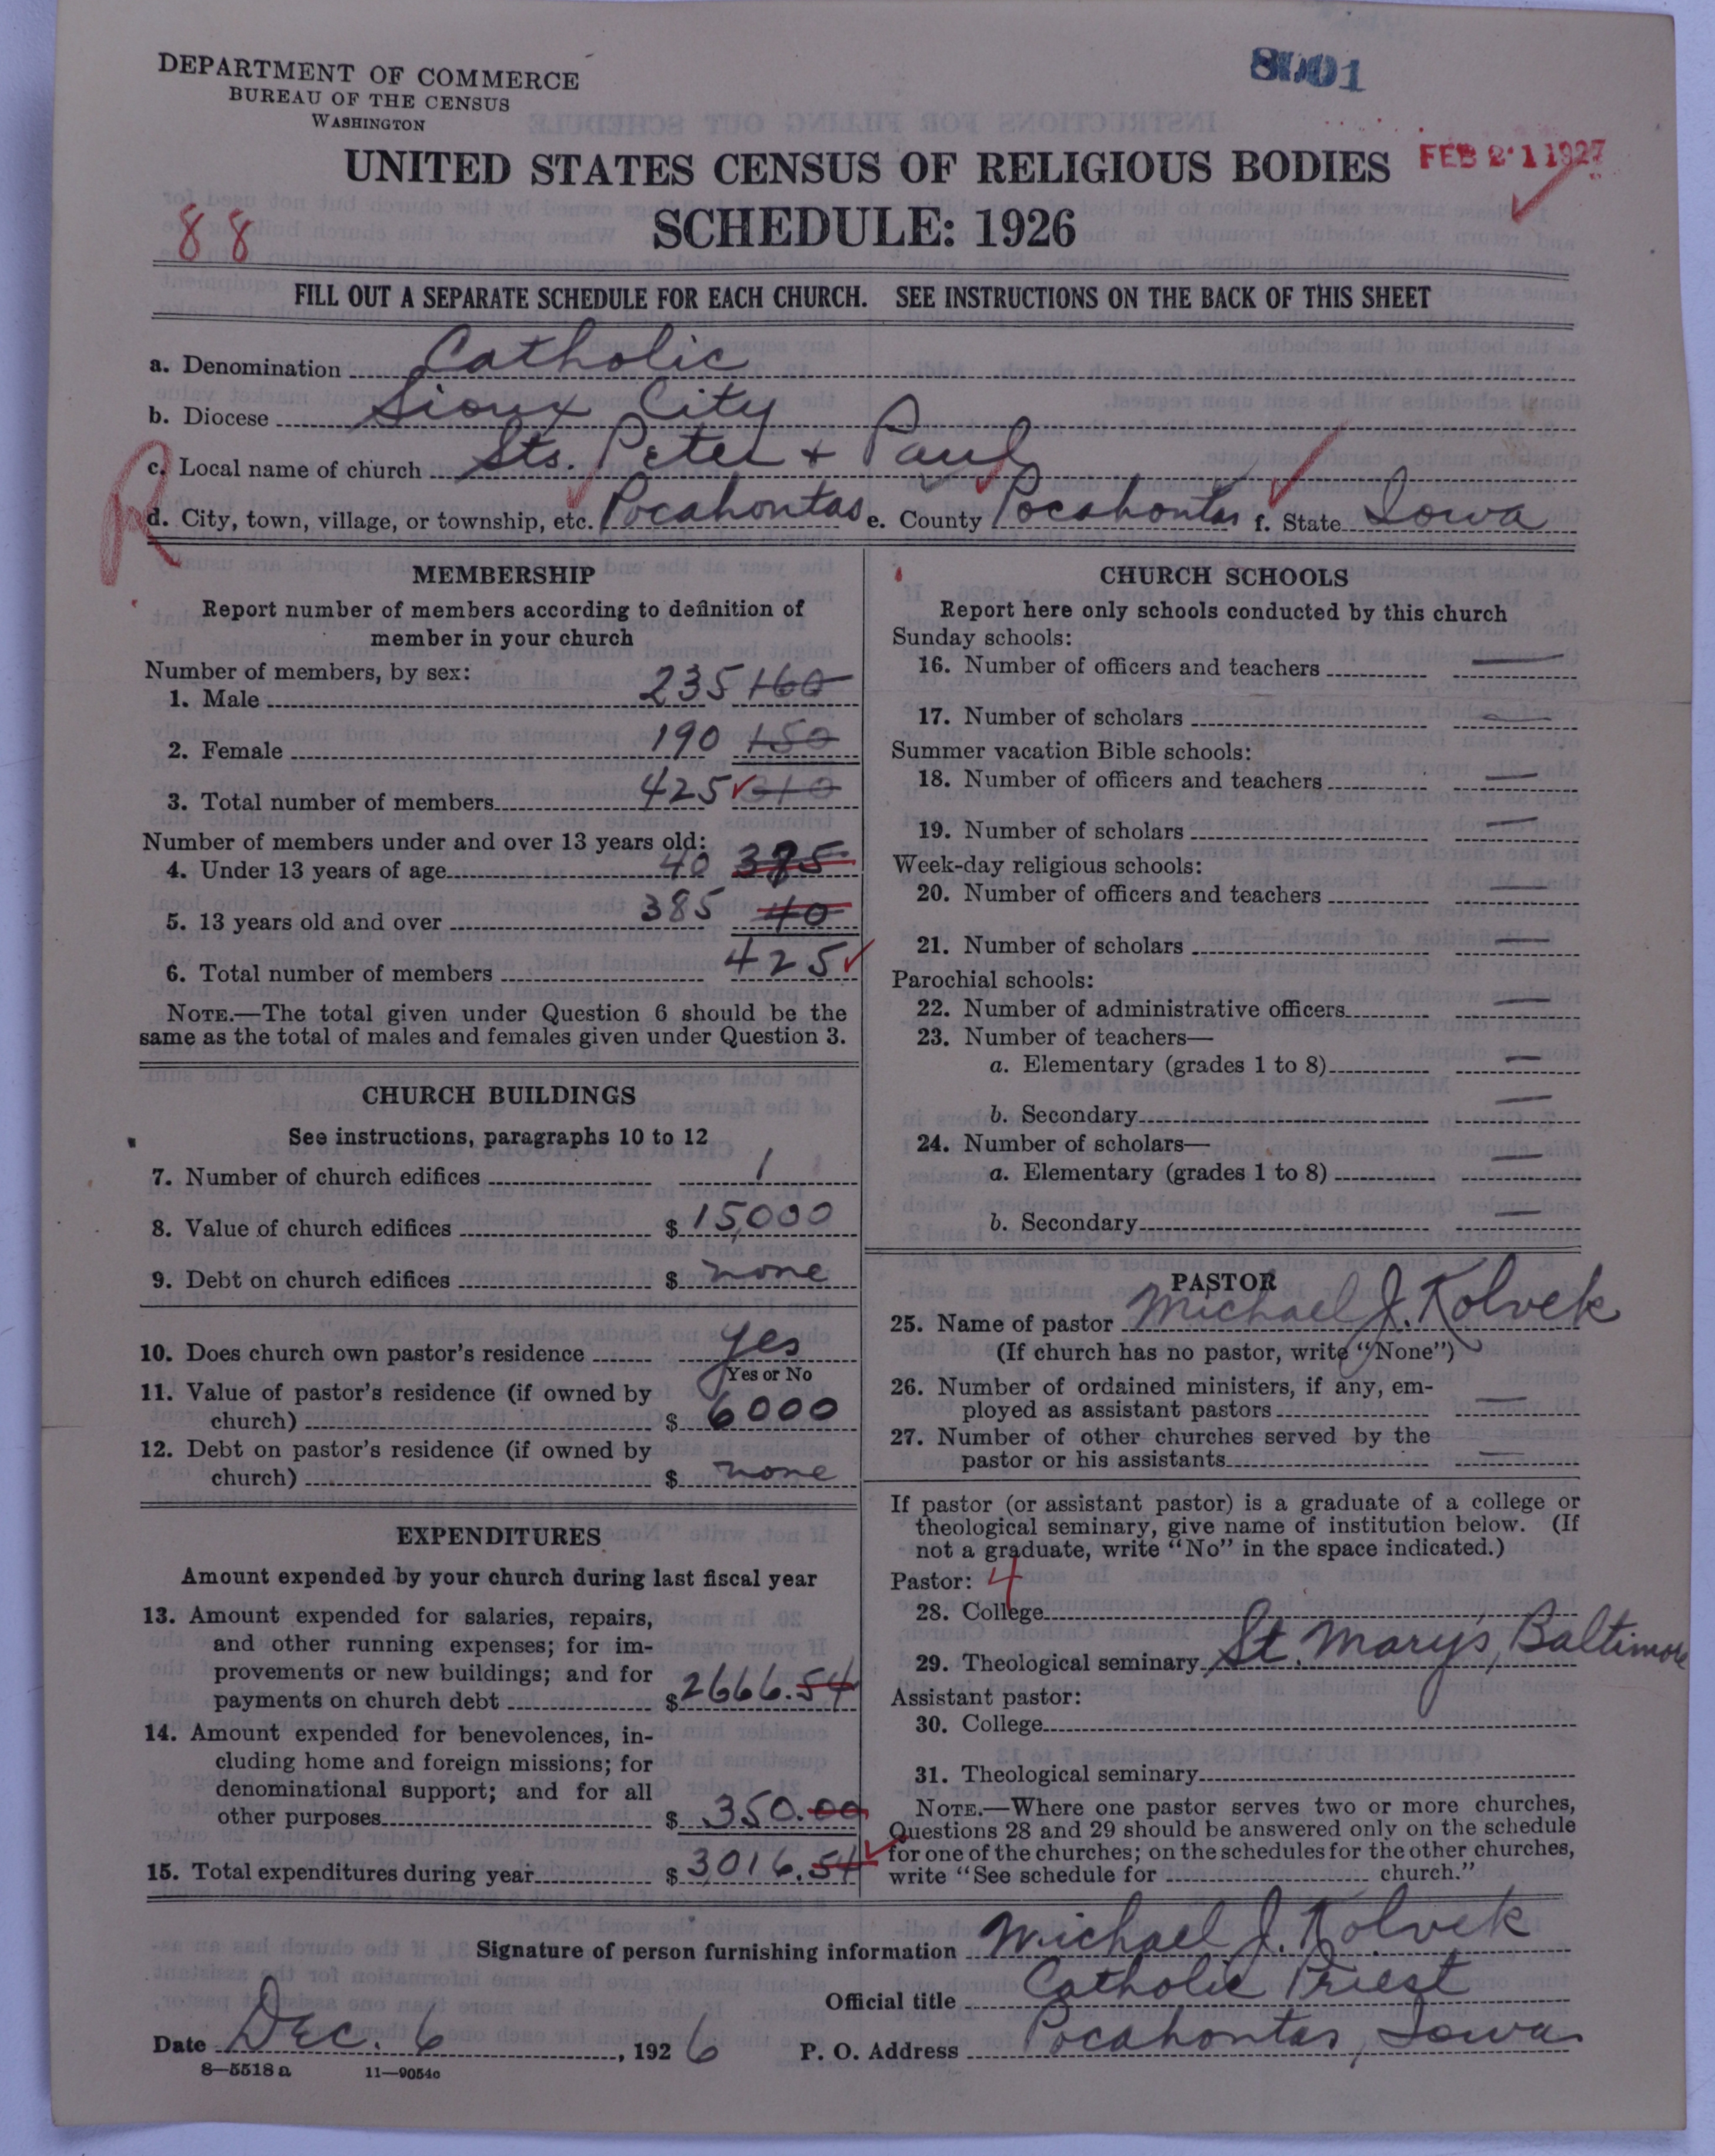 DEPARTMENT OF COMMERCE
BUREAU OF THE CENSUS
WASHINGTON
8001
UNITED STATES CENSUS OF RELIGIOUS BODIES
FEB 21 1927
SCHEDULE: 1926
88
FILL OUT A SEPARATE SCHEDULE FOR EACH CHURCH. SEE INSTRUCTIONS ON THE BACK OF THIS SHEET
a. Denomination Catholic
b. Diocese Sioux City
R
c. Local name of church Sts. Peter + Paul
d. City, town, village, or township, etc. Pocahontas e. County Pocahontas f. State Iowa
MEMBERSHIP
Report number of members according to definition of
member in your church
Number of members, by sex:
1. Male 235 160
2. Female 190 150
3. Total number of members 425 310
Number of members under and over 13 years old:
4. Under 13 years of age 40 385
5. 13 years old and over 385 40
6. Total number of members 425
NOTE.—The total given under Question 6 should be the
same as the total of males and females given under Question 3.
CHURCH BUILDINGS
See instructions, paragraphs 10 to 12
7. Number of church edifices 1
8. Value of church edifices $ 15,000
9. Debt on church edifices $ none
10. Does church own pastor's residence yes
Yes or No
11. Value of pastor's residence (if owned by
church) $ 6000
12. Debt on pastor's residence (if owned by
church) $ none
EXPENDITURES
Amount expended by your church during last fiscal year
13. Amount expended for salaries, repairs,
and other running expenses; for im-
provements or new buildings; and for
payments on church debt $ 2666.54
14. Amount expended for benevolences, in-
cluding home and foreign missions; for
denominational support; and for all
other purposes $ 350.00
15. Total expenditures during year $ 3016.54
CHURCH SCHOOLS
Report here only schools conducted by this church
Sunday schools:
16. Number of officers and teachers —
17. Number of scholars —
Summer vacation Bible schools:
18. Number of officers and teachers —
19. Number of scholars —
Week-day religious schools:
20. Number of officers and teachers —
21. Number of scholars —
Parochial schools:
22. Number of administrative officers —
23. Number of teachers—
a. Elementary (grades 1 to 8) —
b. Secondary —
24. Number of scholars—
a. Elementary (grades 1 to 8) —
b. Secondary —
PASTOR
25. Name of pastor Michael J. Kolvek
(If church has no pastor, write "None")
26. Number of ordained ministers, if any, em-
ployed as assistant pastors —
27. Number of other churches served by the
pastor or his assistants —
If pastor (or assistant pastor) is a graduate of a college or
theological seminary, give name of institution below. (If
not a graduate, write "No" in the space indicated.)
Pastor: 4
28. College
29. Theological seminary St. Marys, Baltimore
Assistant pastor:
30. College
31. Theological seminary
NOTE.—Where one pastor serves two or more churches,
Questions 28 and 29 should be answered only on the schedule
for one of the churches; on the schedules for the other churches,
write "See schedule for church."
Signature of person furnishing information Michael J. Kolvek
Official title Catholic Priest
Date Dec. 6, 1926 P. O. Address Pocahontas, Iowa
8—5518 a 11—9054c